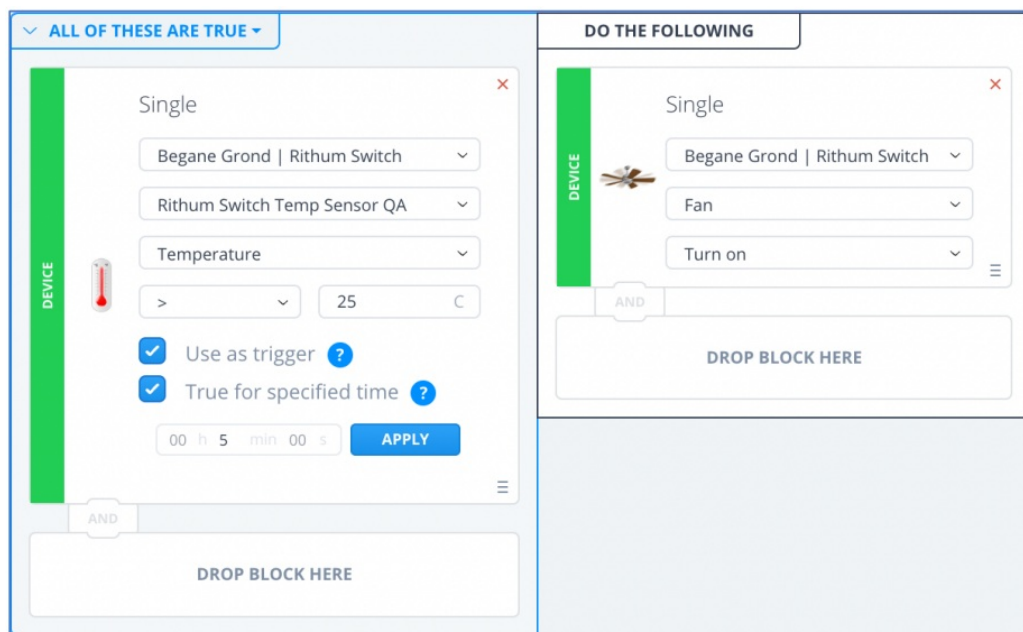 ALL OF THESE ARE TRUE
Single
Begane Grond | Rithum Switch
Rithum Switch Temp Sensor QA
Temperature
> 25 C
Use as trigger ?
True for specified time ?
00 h 5 min 00 s APPLY
DEVICE
AND
DROP BLOCK HERE
DO THE FOLLOWING
Single
Begane Grond | Rithum Switch
Fan
Turn on
DEVICE
AND
DROP BLOCK HERE